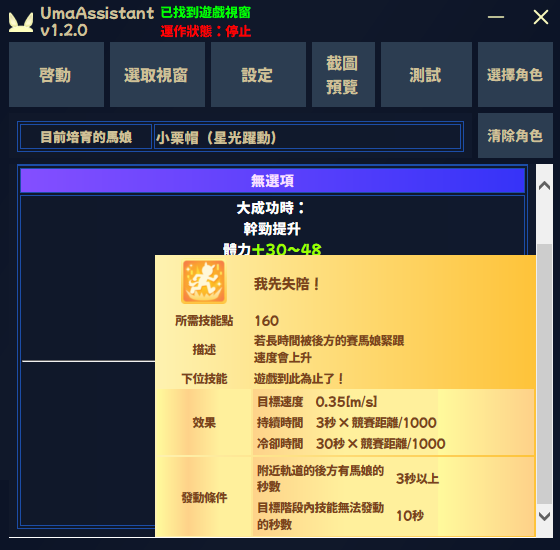 UmaAssistant
v1.2.0
已找到遊戲視窗
運作狀態：停止
啓動
選取視窗
設定
截圖
預覽
測試
選擇角色
目前培育的馬娘
小栗帽（星光躍動）
清除角色
無選項
大成功時：
幹勁提升
體力+30~48
我先失陪！
所需技能點 160
描述
若長時間被後方的賽馬娘緊跟
速度會上升
下位技能 遊戲到此為止了！
效果
目標速度 0.35[m/s]
持續時間 3秒 × 競賽距離/1000
冷卻時間 30秒 × 競賽距離/1000
發動條件
附近軌道的後方有馬娘的
秒數
3秒以上
目標階段內技能無法發動
的秒數
10秒